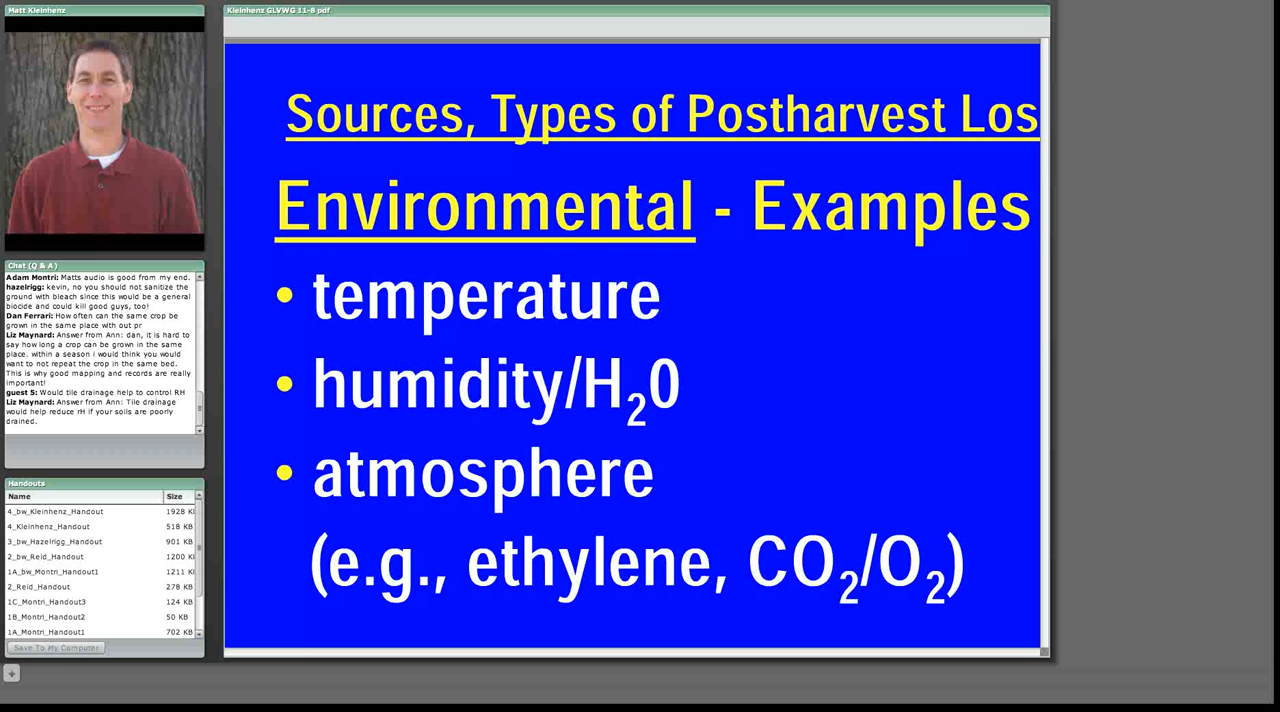 Matt Kleinhenz
Kleinhenz GLVWG 11-8 pdf
Sources, Types of Postharvest Los
Environmental - Examples
• temperature
• humidity/H₂0
• atmosphere
(e.g., ethylene, CO₂/O₂)
Chat (Q & A)
Adam Montri: Matts audio is good from my end.
hazelrigg: kevin, no you should not sanitize the
ground with bleach since this would be a general
biocide and could kill good guys, too!
Dan Ferrari: How often can the same crop be
grown in the same place wth out pr
Liz Maynard: Answer from Ann: dan, it is hard to
say how long a crop can be grown in the same
place. within a season i would think you would
want to not repeat the crop in the same bed.
This is why good mapping and records are really
important!
guest 5: Would tile drainage help to control RH
Liz Maynard: Answer from Ann: Tile drainage
would help reduce rH if your soils are poorly
drained.
Handouts
Name Size
4_bw_Kleinhenz_Handout 1928 K
4_Kleinhenz_Handout 518 KB
3_bw_Hazelrigg_Handout 901 KB
2_bw_Reid_Handout 1200 K
1A_bw_Montri_Handout1 1211 K
2_Reid_Handout 278 KB
1C_Montri_Handout3 124 KB
1B_Montri_Handout2 50 KB
1A_Montri_Handout1 702 KB
Save To My Computer